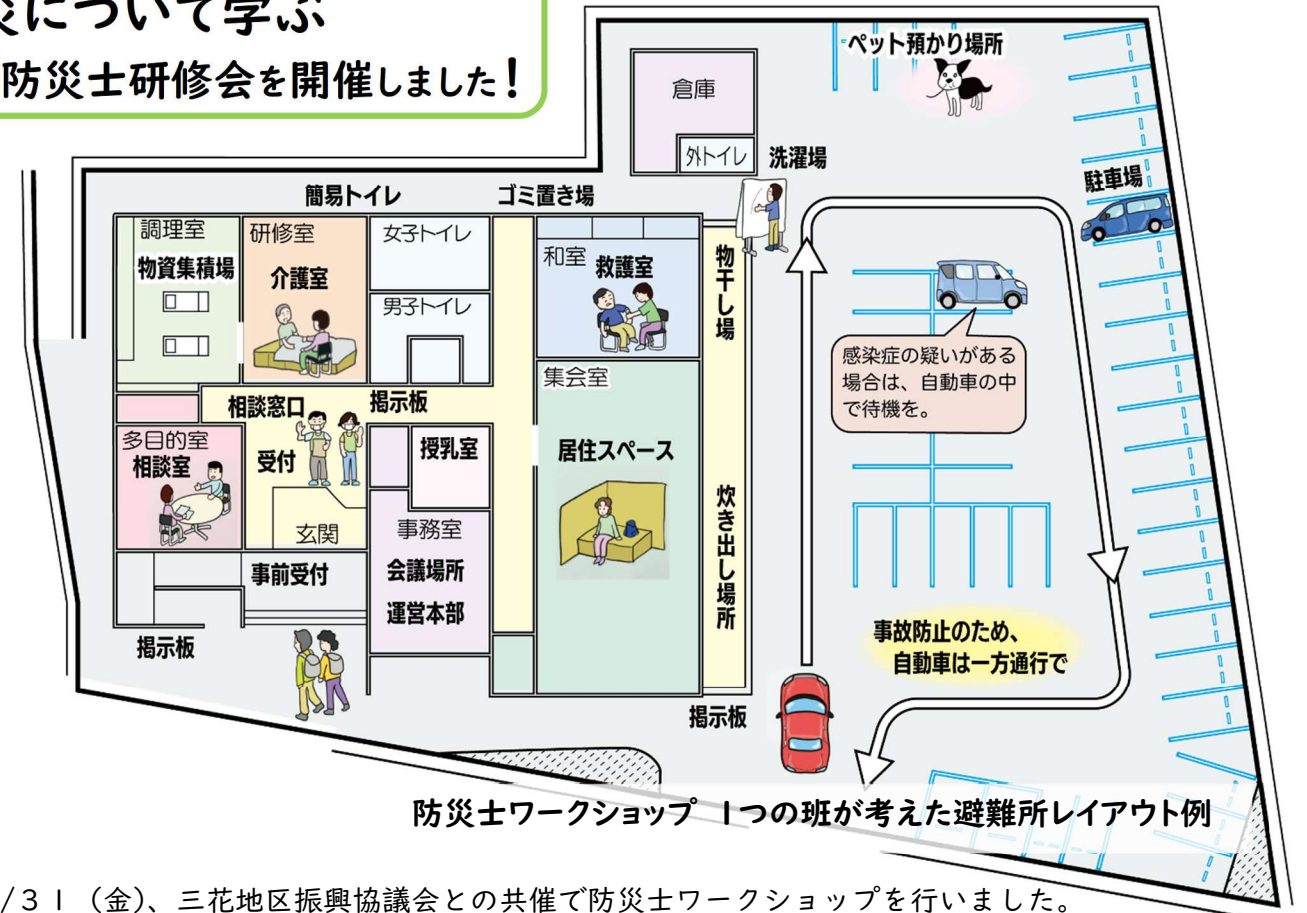 災について学ぶ
防災士研修会を開催しました!
ペット預かり場所
倉庫
外トイレ
洗濯場
駐車場
簡易トイレ
ゴミ置き場
調理室
物資集積場
研修室
介護室
女子トイレ
男子トイレ
和室
救護室
物干し場
感染症の疑いがある
場合は、自動車の中
で待機を。
集会室
居住スペース
相談窓口
掲示板
多目的室
相談室
受付
授乳室
玄関
事務室
会議場所
運営本部
炊き出し場所
事前受付
掲示板
事故防止のため、
自動車は一方通行で
掲示板
防災士ワークショップ 1つの班が考えた避難所レイアウト例
/31(金)、三花地区振興協議会との共催で防災士ワークショップを行いました。